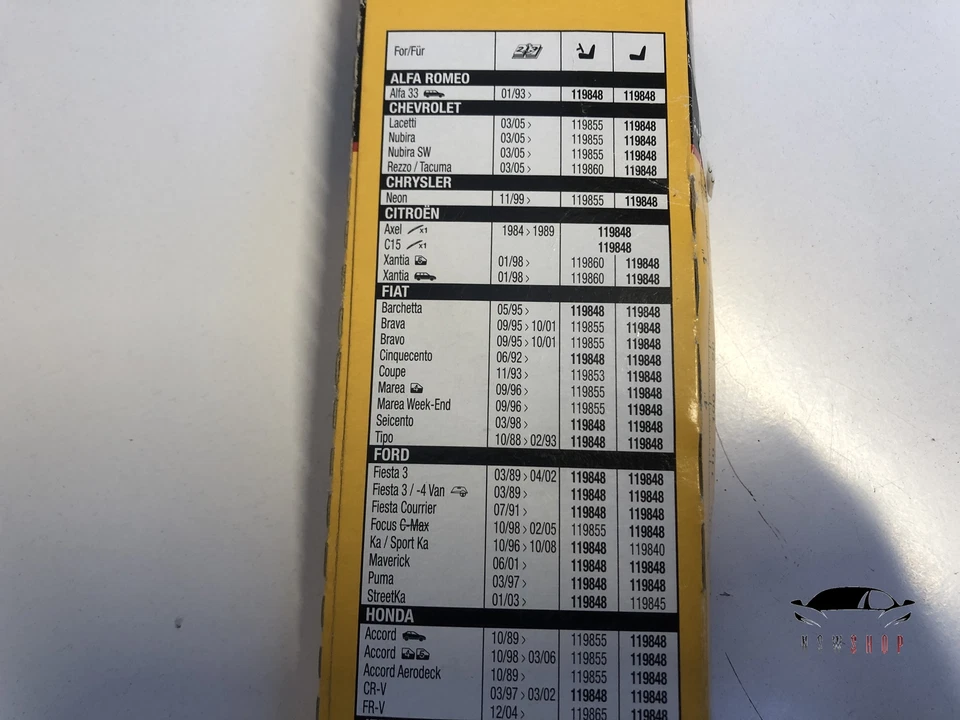 For/Für
ALFA ROMEO
Alfa 33 01/93> 119848 119848
CHEVROLET
Lacetti 03/05> 119855 119848
Nubira 03/05> 119855 119848
Nubira SW 03/05> 119855 119848
Rezzo / Tacuma 03/05> 119860 119848
CHRYSLER
Neon 11/99> 119855 119848
CITROËN
Axel x1 1984>1989 119848
C15 x1 119848
Xantia 01/98> 119860 119848
Xantia 01/98> 119860 119848
FIAT
Barchetta 05/95> 119848 119848
Brava 09/95>10/01 119855 119848
Bravo 09/95>10/01 119855 119848
Cinquecento 06/92> 119848 119848
Coupe 11/93> 119853 119848
Marea 09/96> 119855 119848
Marea Week-End 09/96> 119855 119848
Seicento 03/98> 119848 119848
Tipo 10/88>02/93 119848 119848
FORD
Fiesta 3 03/89>04/02 119848 119848
Fiesta 3 / -4 Van 03/89> 119848 119848
Fiesta Courrier 07/91> 119848 119848
Focus C-Max 10/98>02/05 119855 119848
Ka / Sport Ka 10/96>10/08 119848 119840
Maverick 06/01> 119848 119848
Puma 03/97> 119848 119848
StreetKa 01/03> 119848 119845
HONDA
Accord 10/89> 119855 119848
Accord 10/98>03/06 119855 119848
Accord Aerodeck 10/89> 119855 119848
CR-V 03/97>03/02 119848 119848
FR-V 12/04> 119865 119848